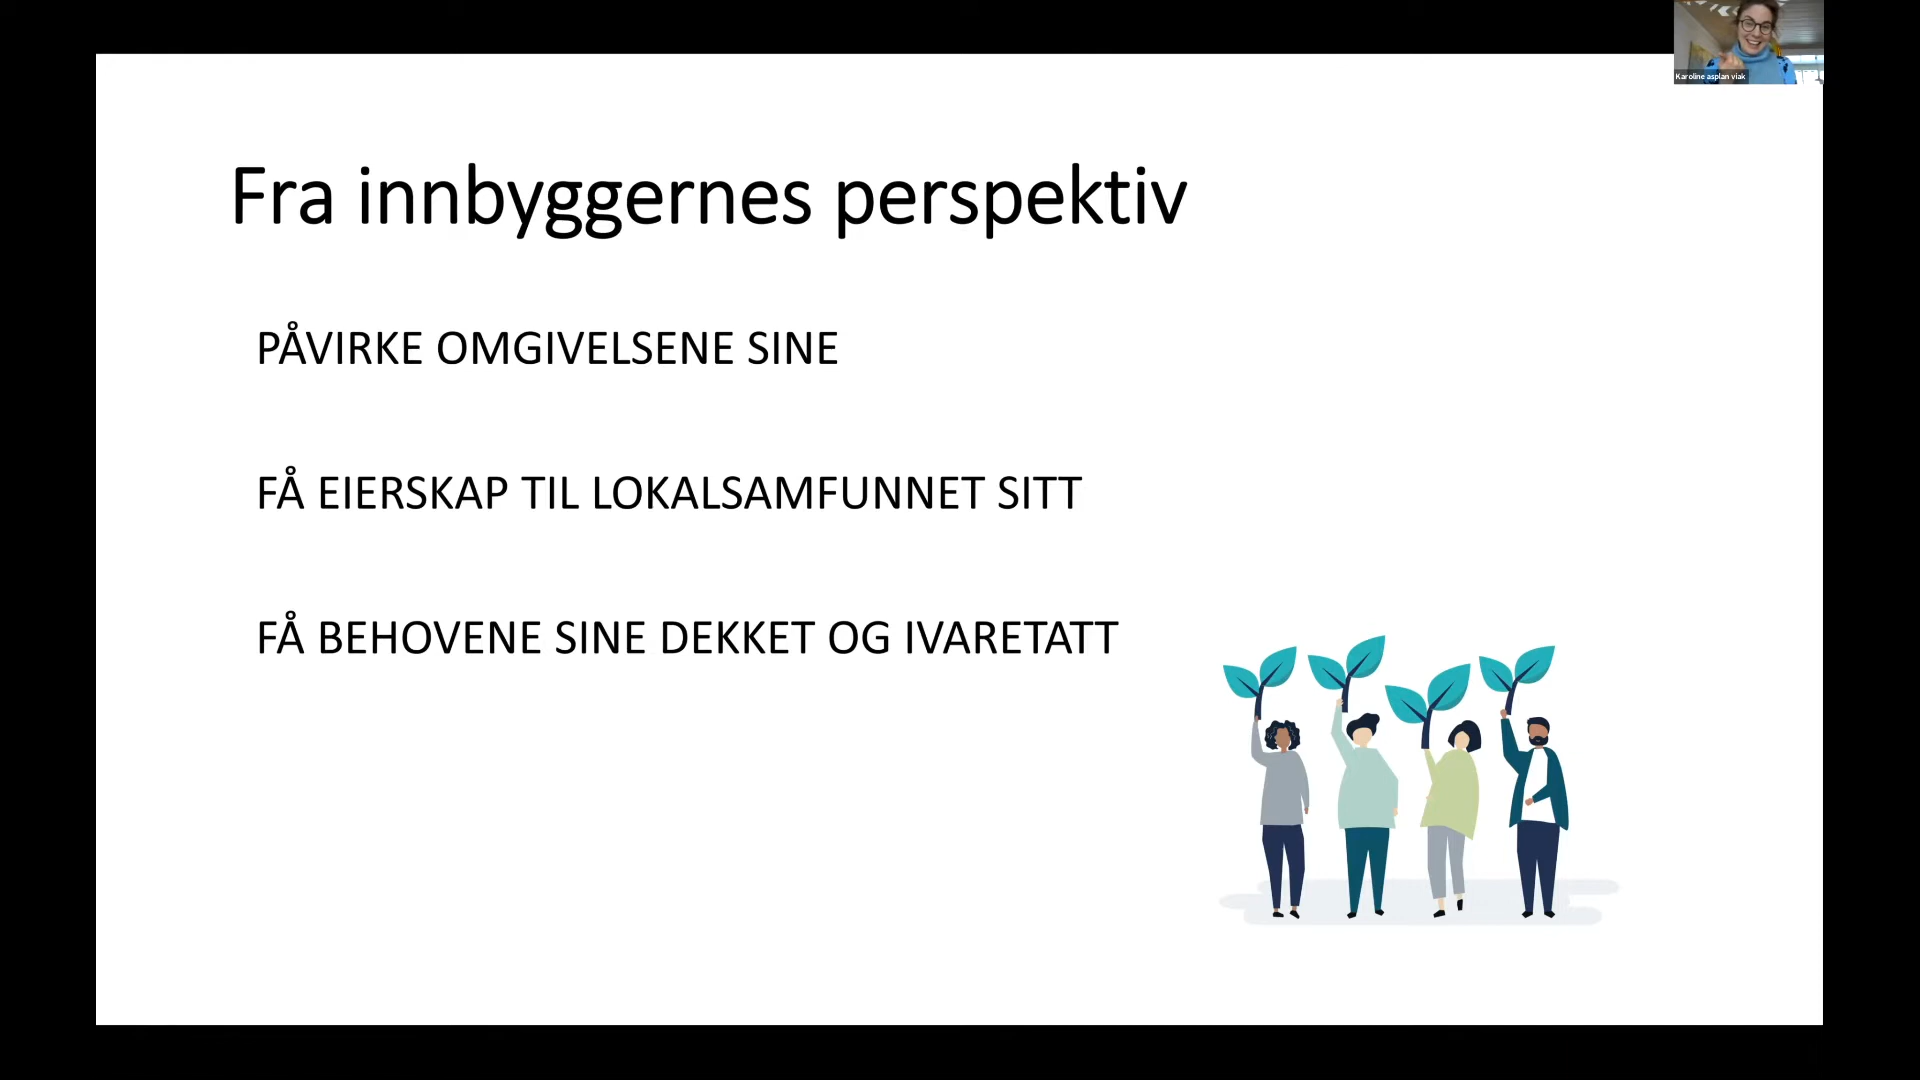 Karoline asplan viak
Fra innbyggernes perspektiv
PÅVIRKE OMGIVELSENE SINE
FÅ EIERSKAP TIL LOKALSAMFUNNET SITT
FÅ BEHOVENE SINE DEKKET OG IVARETATT